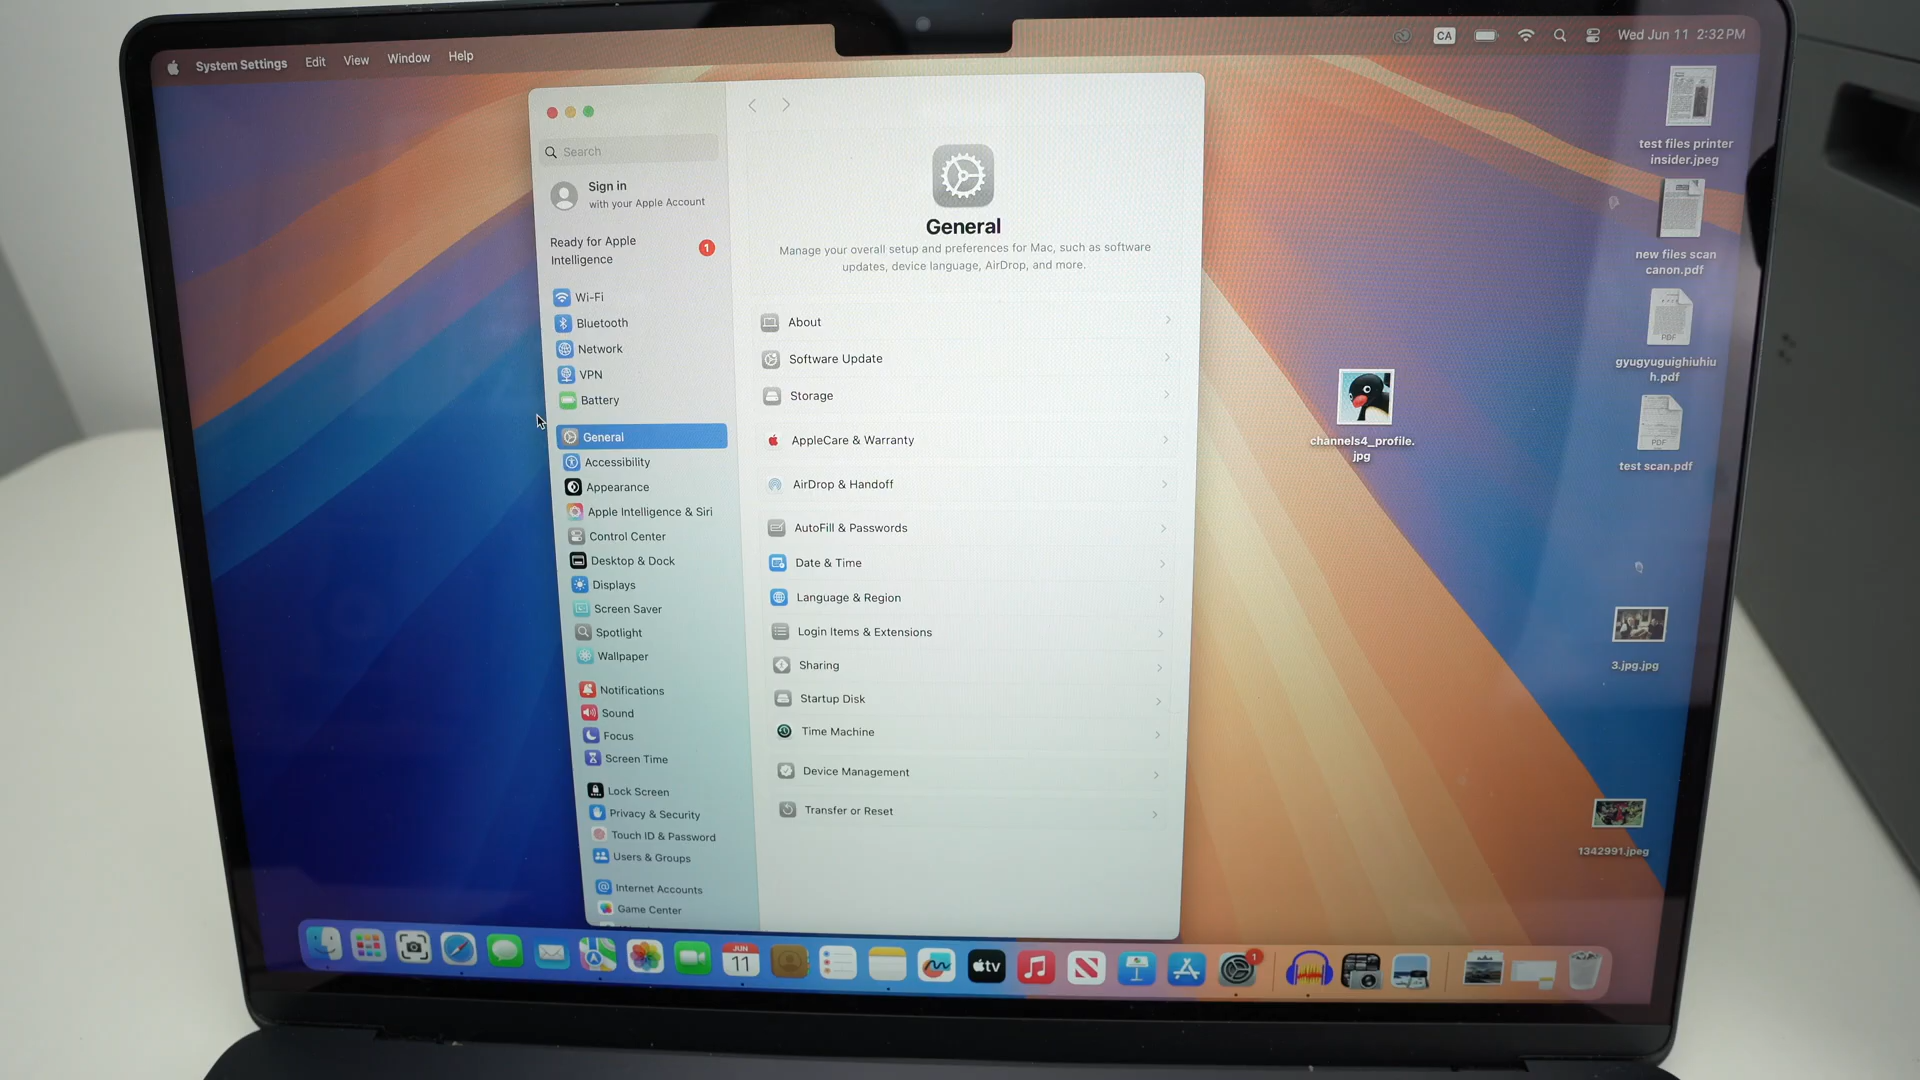 System Settings Edit View Window Help
CA Wed Jun 11 2:32 PM
Search
Sign in
with your Apple Account
Ready for Apple
Intelligence
1
Wi-Fi
Bluetooth
Network
VPN
Battery
General
Accessibility
Appearance
Apple Intelligence & Siri
Control Center
Desktop & Dock
Displays
Screen Saver
Spotlight
Wallpaper
Notifications
Sound
Focus
Screen Time
Lock Screen
Privacy & Security
Touch ID & Password
Users & Groups
Internet Accounts
Game Center
General
Manage your overall setup and preferences for Mac, such as software
updates, device language, AirDrop, and more.
About
Software Update
Storage
AppleCare & Warranty
AirDrop & Handoff
AutoFill & Passwords
Date & Time
Language & Region
Login Items & Extensions
Sharing
Startup Disk
Time Machine
Device Management
Transfer or Reset
channels4_profile.
jpg
test files printer
insider.jpeg
new files scan
canon.pdf
PDF
gyugyuguighiuhiu
h.pdf
PDF
test scan.pdf
3.jpg.jpg
1342991.jpeg
JUN
11
tv
1